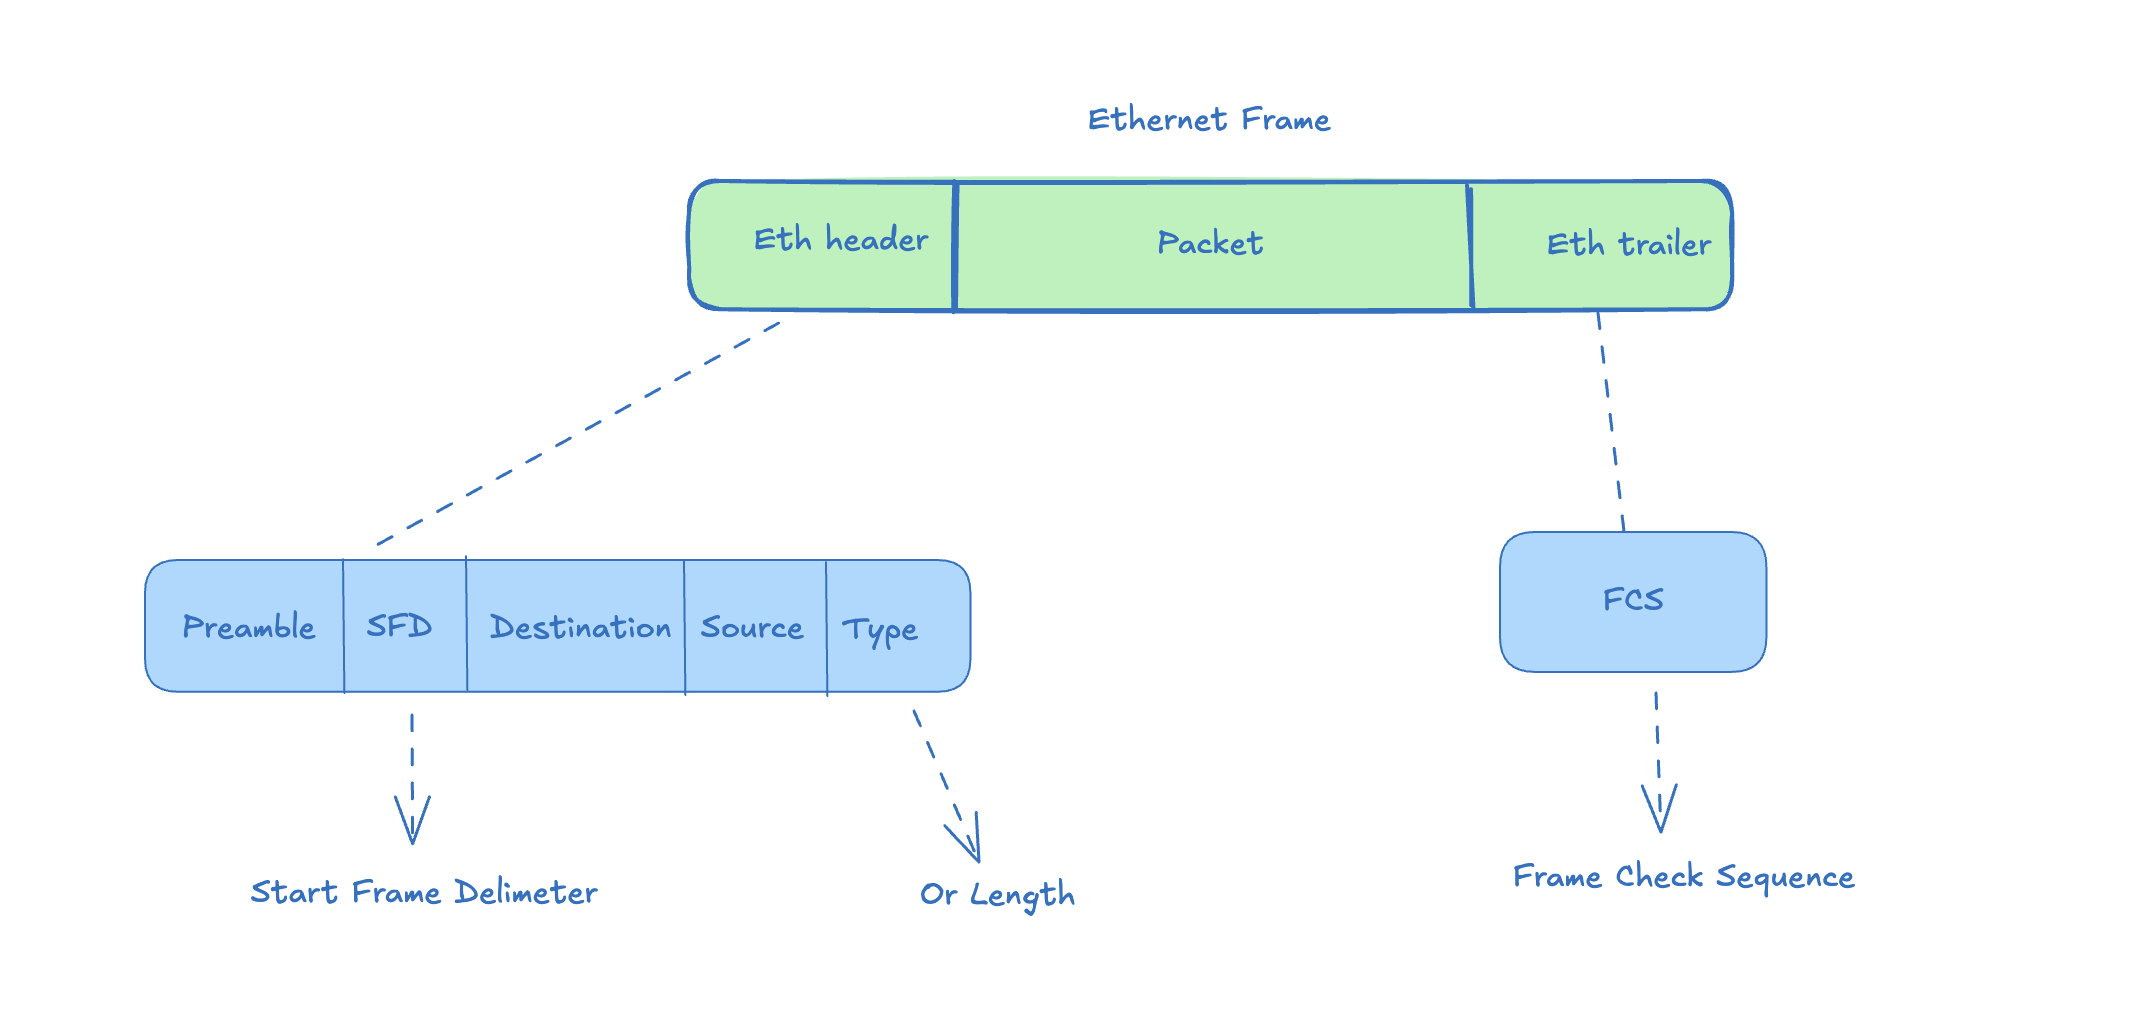 Ethernet Frame
Eth header
Packet
Eth trailer
Preamble
SFD
Destination
Source
Type
FCS
Start Frame Delimeter
Or Length
Frame Check Sequence